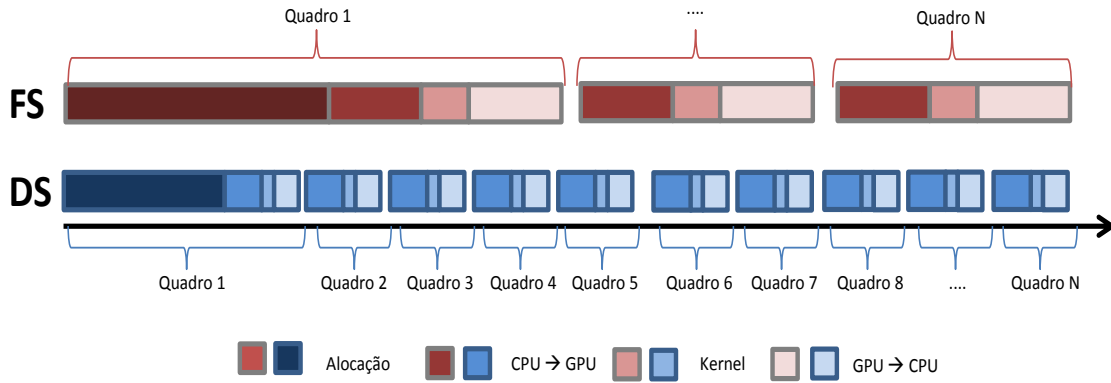 Quadro 1
....
Quadro N
FS
DS
Quadro 1
Quadro 2
Quadro 3
Quadro 4
Quadro 5
Quadro 6
Quadro 7
Quadro 8
....
Quadro N
Alocação
CPU → GPU
Kernel
GPU → CPU